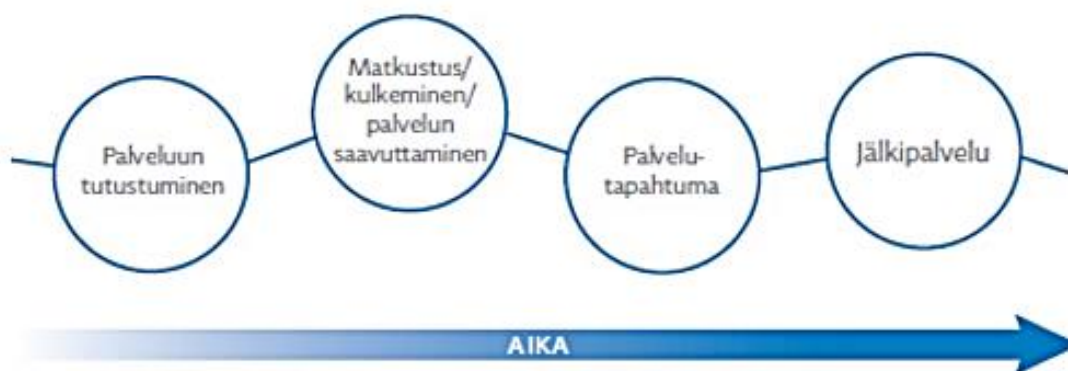 Palveluun
tutustuminen
Matkustus/
kulkeminen/
palvelun
saavuttaminen
Palvelu-
tapahtuma
Jälkipalvelu
AIKA